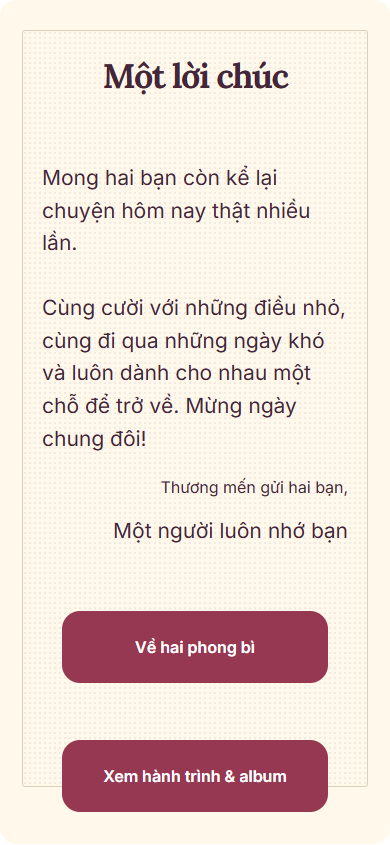 Một lời chúc
Mong hai bạn còn kể lại
chuyện hôm nay thật nhiều
lần.
Cùng cười với những điều nhỏ,
cùng đi qua những ngày khó
và luôn dành cho nhau một
chỗ để trở về. Mừng ngày
chung đôi!
Thương mến gửi hai bạn,
Một người luôn nhớ bạn
Về hai phong bì
Xem hành trình & album